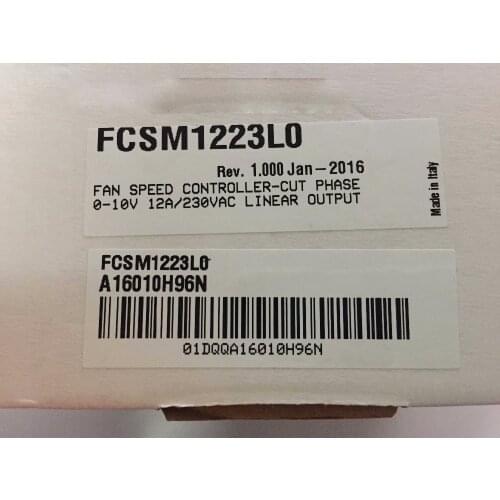 FCSM1223L0
Rev. 1.000 Jan-2016
FAN SPEED CONTROLLER-CUT PHASE
0-10V 12A/230VAC LINEAR OUTPUT
Made in Italy
FCSM1223L0
A16010H96N
01DQQA16010H96N